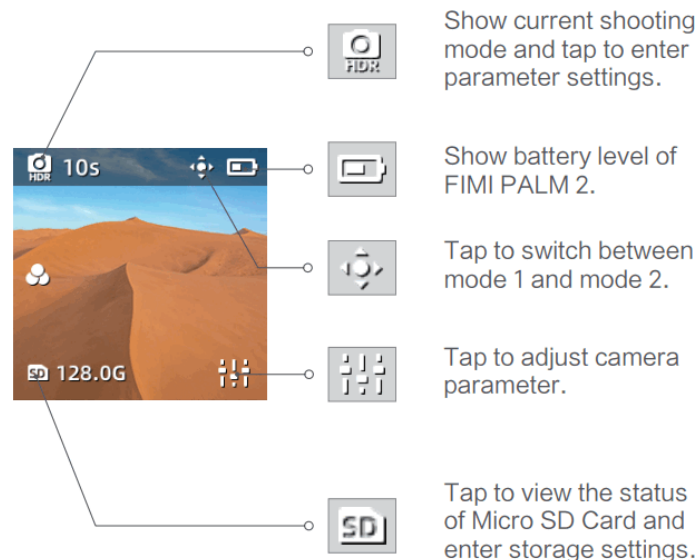 HDR
Show current shooting
mode and tap to enter
parameter settings.
HDR 10s
Show battery level of
FIMI PALM 2.
Tap to switch between
mode 1 and mode 2.
SD 128.0G
Tap to adjust camera
parameter.
SD
Tap to view the status
of Micro SD Card and
enter storage settings.